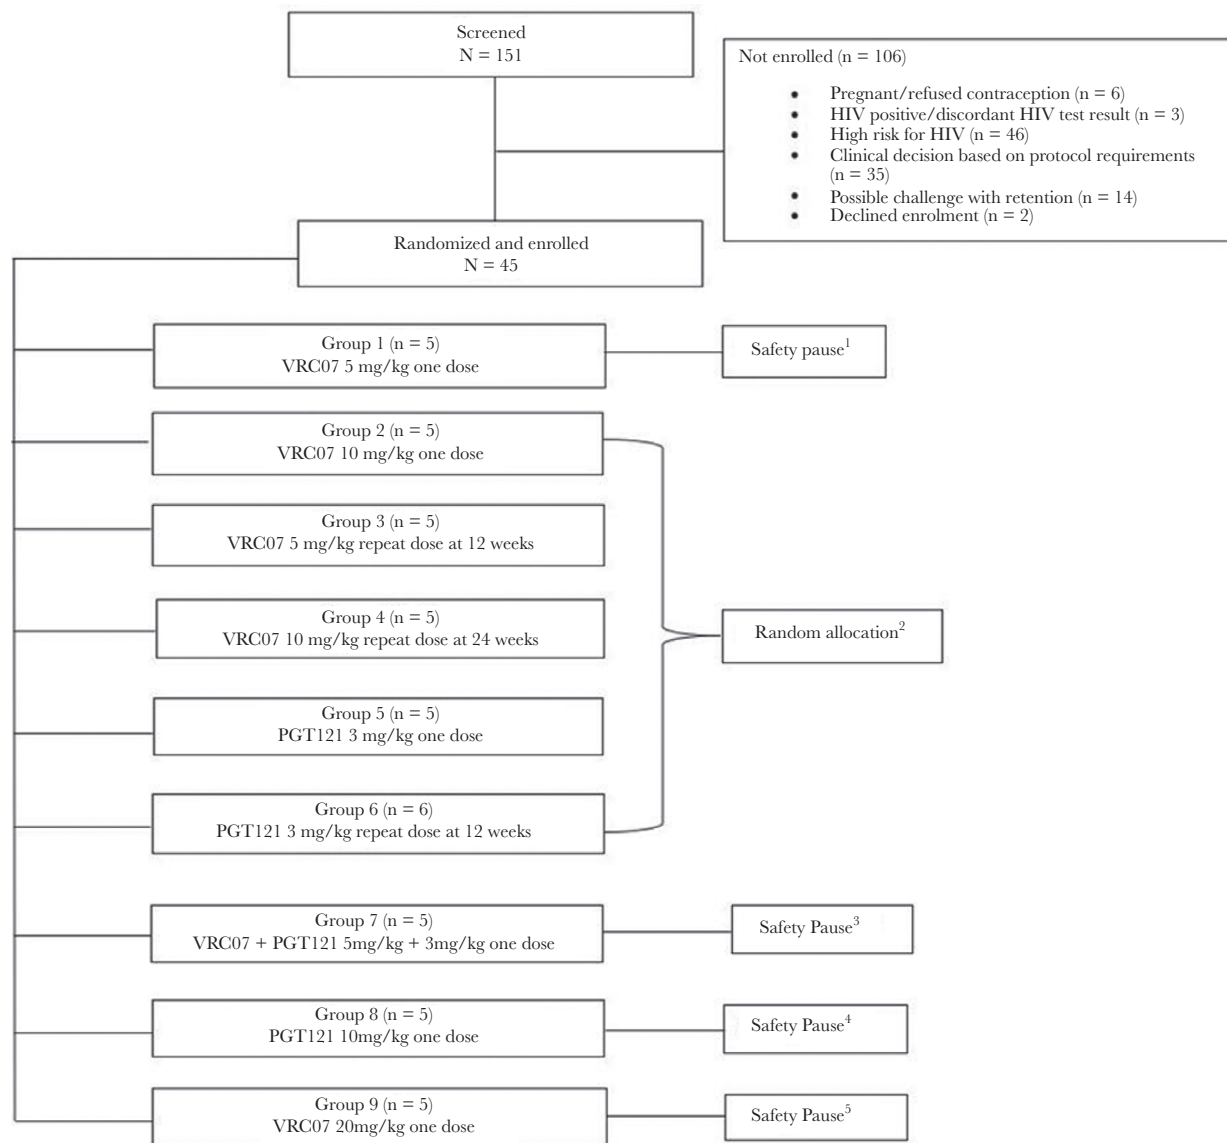 Screened
N = 151
Not enrolled (n = 106)
• Pregnant/refused contraception (n = 6)
• HIV positive/discordant HIV test result (n = 3)
• High risk for HIV (n = 46)
• Clinical decision based on protocol requirements
(n = 35)
• Possible challenge with retention (n = 14)
• Declined enrolment (n = 2)
Randomized and enrolled
N = 45
Group 1 (n = 5)
VRC07 5 mg/kg one dose
Safety pause¹
Group 2 (n = 5)
VRC07 10 mg/kg one dose
Group 3 (n = 5)
VRC07 5 mg/kg repeat dose at 12 weeks
Group 4 (n = 5)
VRC07 10 mg/kg repeat dose at 24 weeks
Random allocation²
Group 5 (n = 5)
PGT121 3 mg/kg one dose
Group 6 (n = 6)
PGT121 3 mg/kg repeat dose at 12 weeks
Group 7 (n = 5)
VRC07 + PGT121 5mg/kg + 3mg/kg one dose
Safety Pause³
Group 8 (n = 5)
PGT121 10mg/kg one dose
Safety Pause⁴
Group 9 (n = 5)
VRC07 20mg/kg one dose
Safety Pause⁵